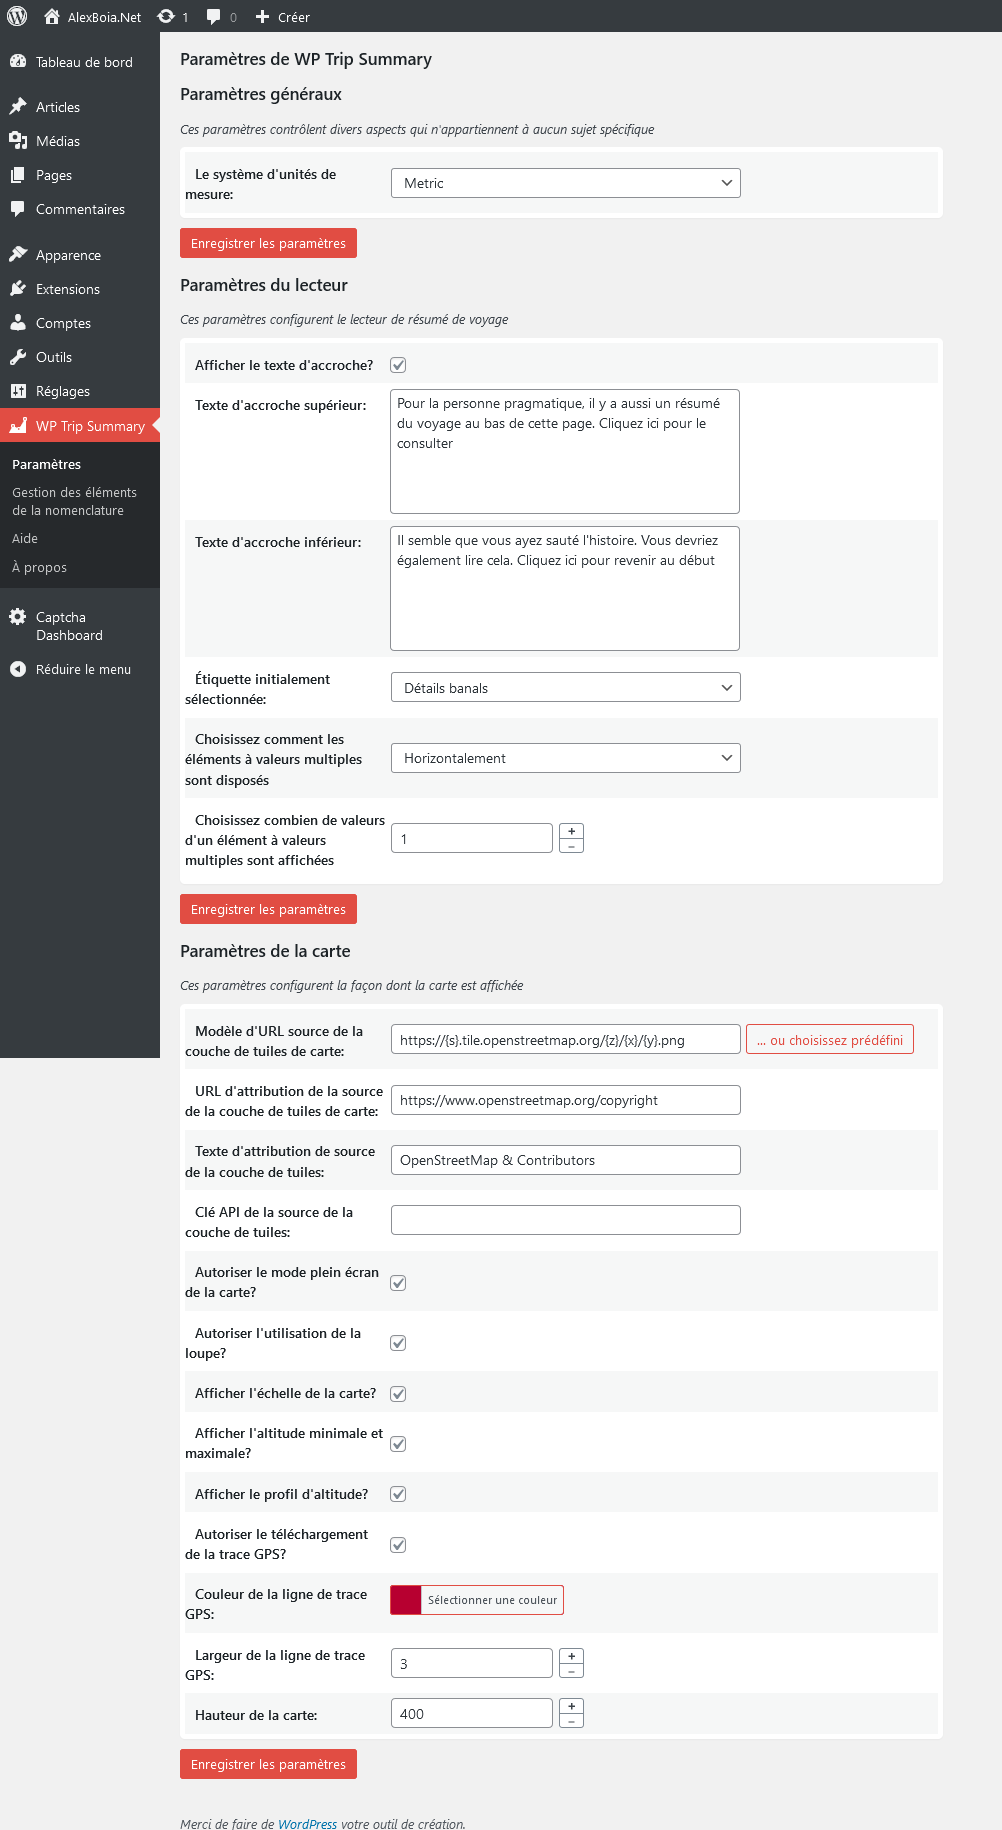 AlexBoia.Net
1
0
Créer
Tableau de bord
Articles
Médias
Pages
Commentaires
Apparence
Extensions
Comptes
Outils
Réglages
WP Trip Summary
Paramètres
Gestion des éléments
de la nomenclature
Aide
À propos
Captcha
Dashboard
Réduire le menu
Paramètres de WP Trip Summary
Paramètres généraux
Ces paramètres contrôlent divers aspects qui n'appartiennent à aucun sujet spécifique
Le système d'unités de
mesure:
Metric
Enregistrer les paramètres
Paramètres du lecteur
Ces paramètres configurent le lecteur de résumé de voyage
Afficher le texte d'accroche?
Texte d'accroche supérieur:
Pour la personne pragmatique, il y a aussi un résumé
du voyage au bas de cette page. Cliquez ici pour le
consulter
Texte d'accroche inférieur:
Il semble que vous ayez sauté l'histoire. Vous devriez
également lire cela. Cliquez ici pour revenir au début
Étiquette initialement
sélectionnée:
Détails banals
Choisissez comment les
éléments à valeurs multiples
sont disposés
Horizontalement
Choisissez combien de valeurs
d'un élément à valeurs
multiples sont affichées
1
+
−
Enregistrer les paramètres
Paramètres de la carte
Ces paramètres configurent la façon dont la carte est affichée
Modèle d'URL source de la
couche de tuiles de carte:
https://{s}.tile.openstreetmap.org/{z}/{x}/{y}.png
... ou choisissez prédéfini
URL d'attribution de la source
de la couche de tuiles de carte:
https://www.openstreetmap.org/copyright
Texte d'attribution de source
de la couche de tuiles:
OpenStreetMap & Contributors
Clé API de la source de la
couche de tuiles:
Autoriser le mode plein écran
de la carte?
Autoriser l'utilisation de la
loupe?
Afficher l'échelle de la carte?
Afficher l'altitude minimale et
maximale?
Afficher le profil d'altitude?
Autoriser le téléchargement
de la trace GPS?
Couleur de la ligne de trace
GPS:
Sélectionner une couleur
Largeur de la ligne de trace
GPS:
3
+
−
Hauteur de la carte:
400
+
−
Enregistrer les paramètres
Merci de faire de WordPress votre outil de création.